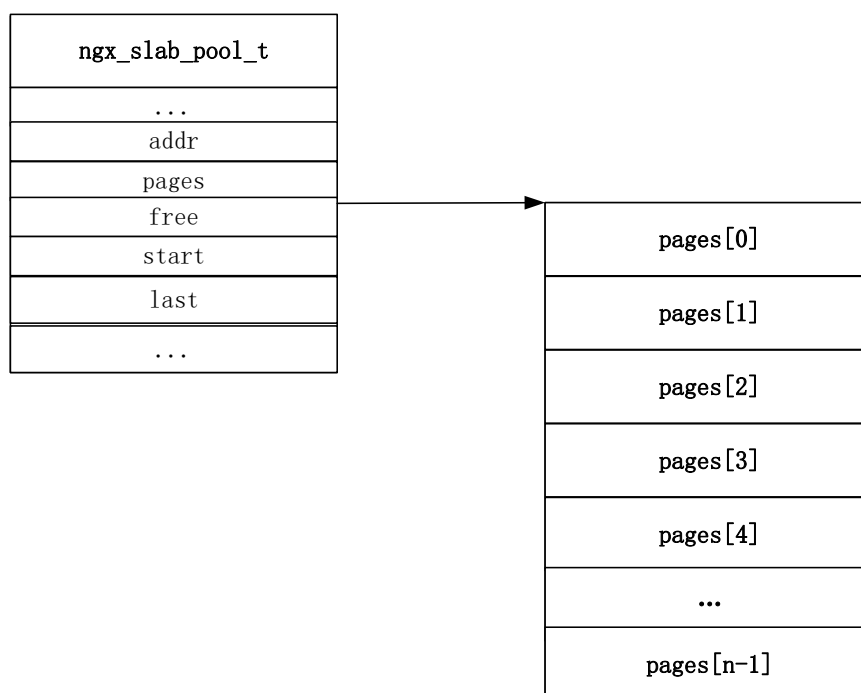 ngx_slab_pool_t
...
addr
pages
free
start
last
...
pages[0]
pages[1]
pages[2]
pages[3]
pages[4]
...
pages[n-1]